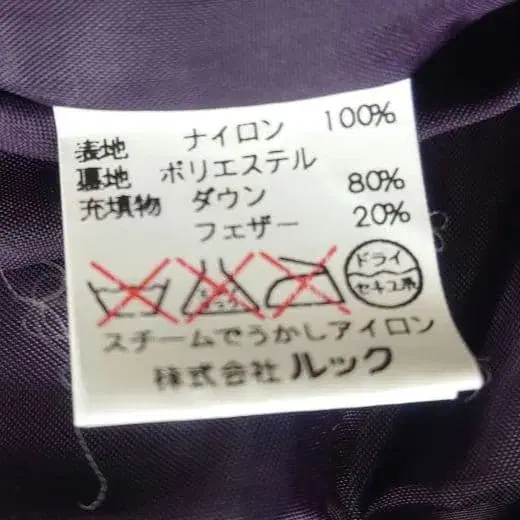 表地 ナイロン 100%
裏地 ポリエステル
充填物 ダウン 80%
フェザー 20%
ドライ
セキユ系
スチームでうかしアイロン
株式会社 ルック